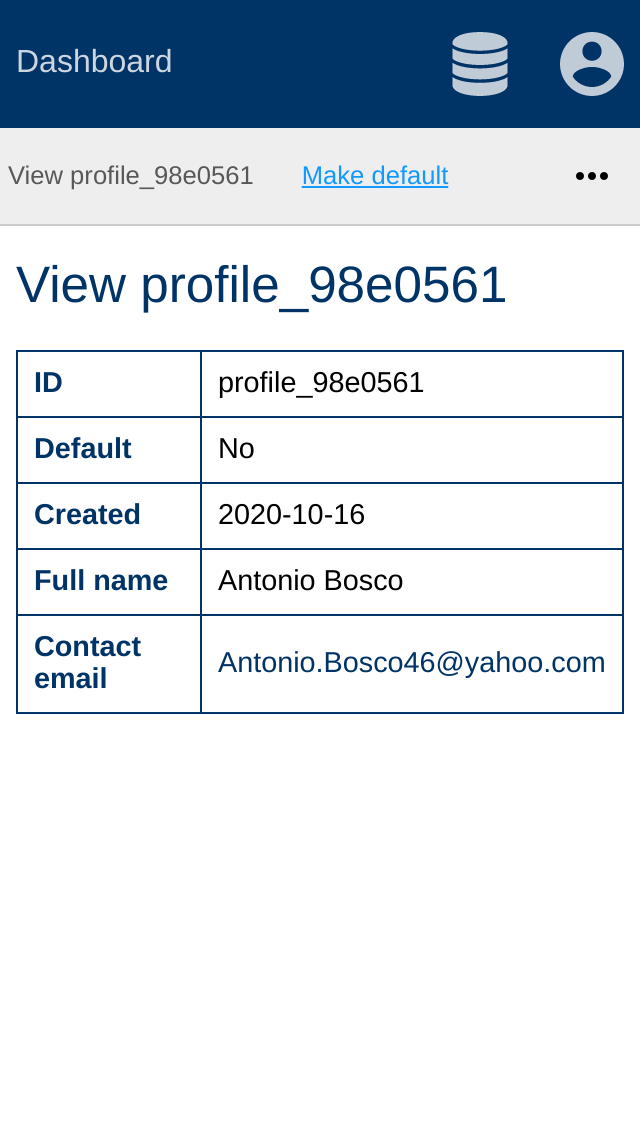 Dashboard
View profile_98e0561 Make default
View profile_98e0561
ID profile_98e0561
Default No
Created 2020-10-16
Full name Antonio Bosco
Contact email Antonio.Bosco46@yahoo.com